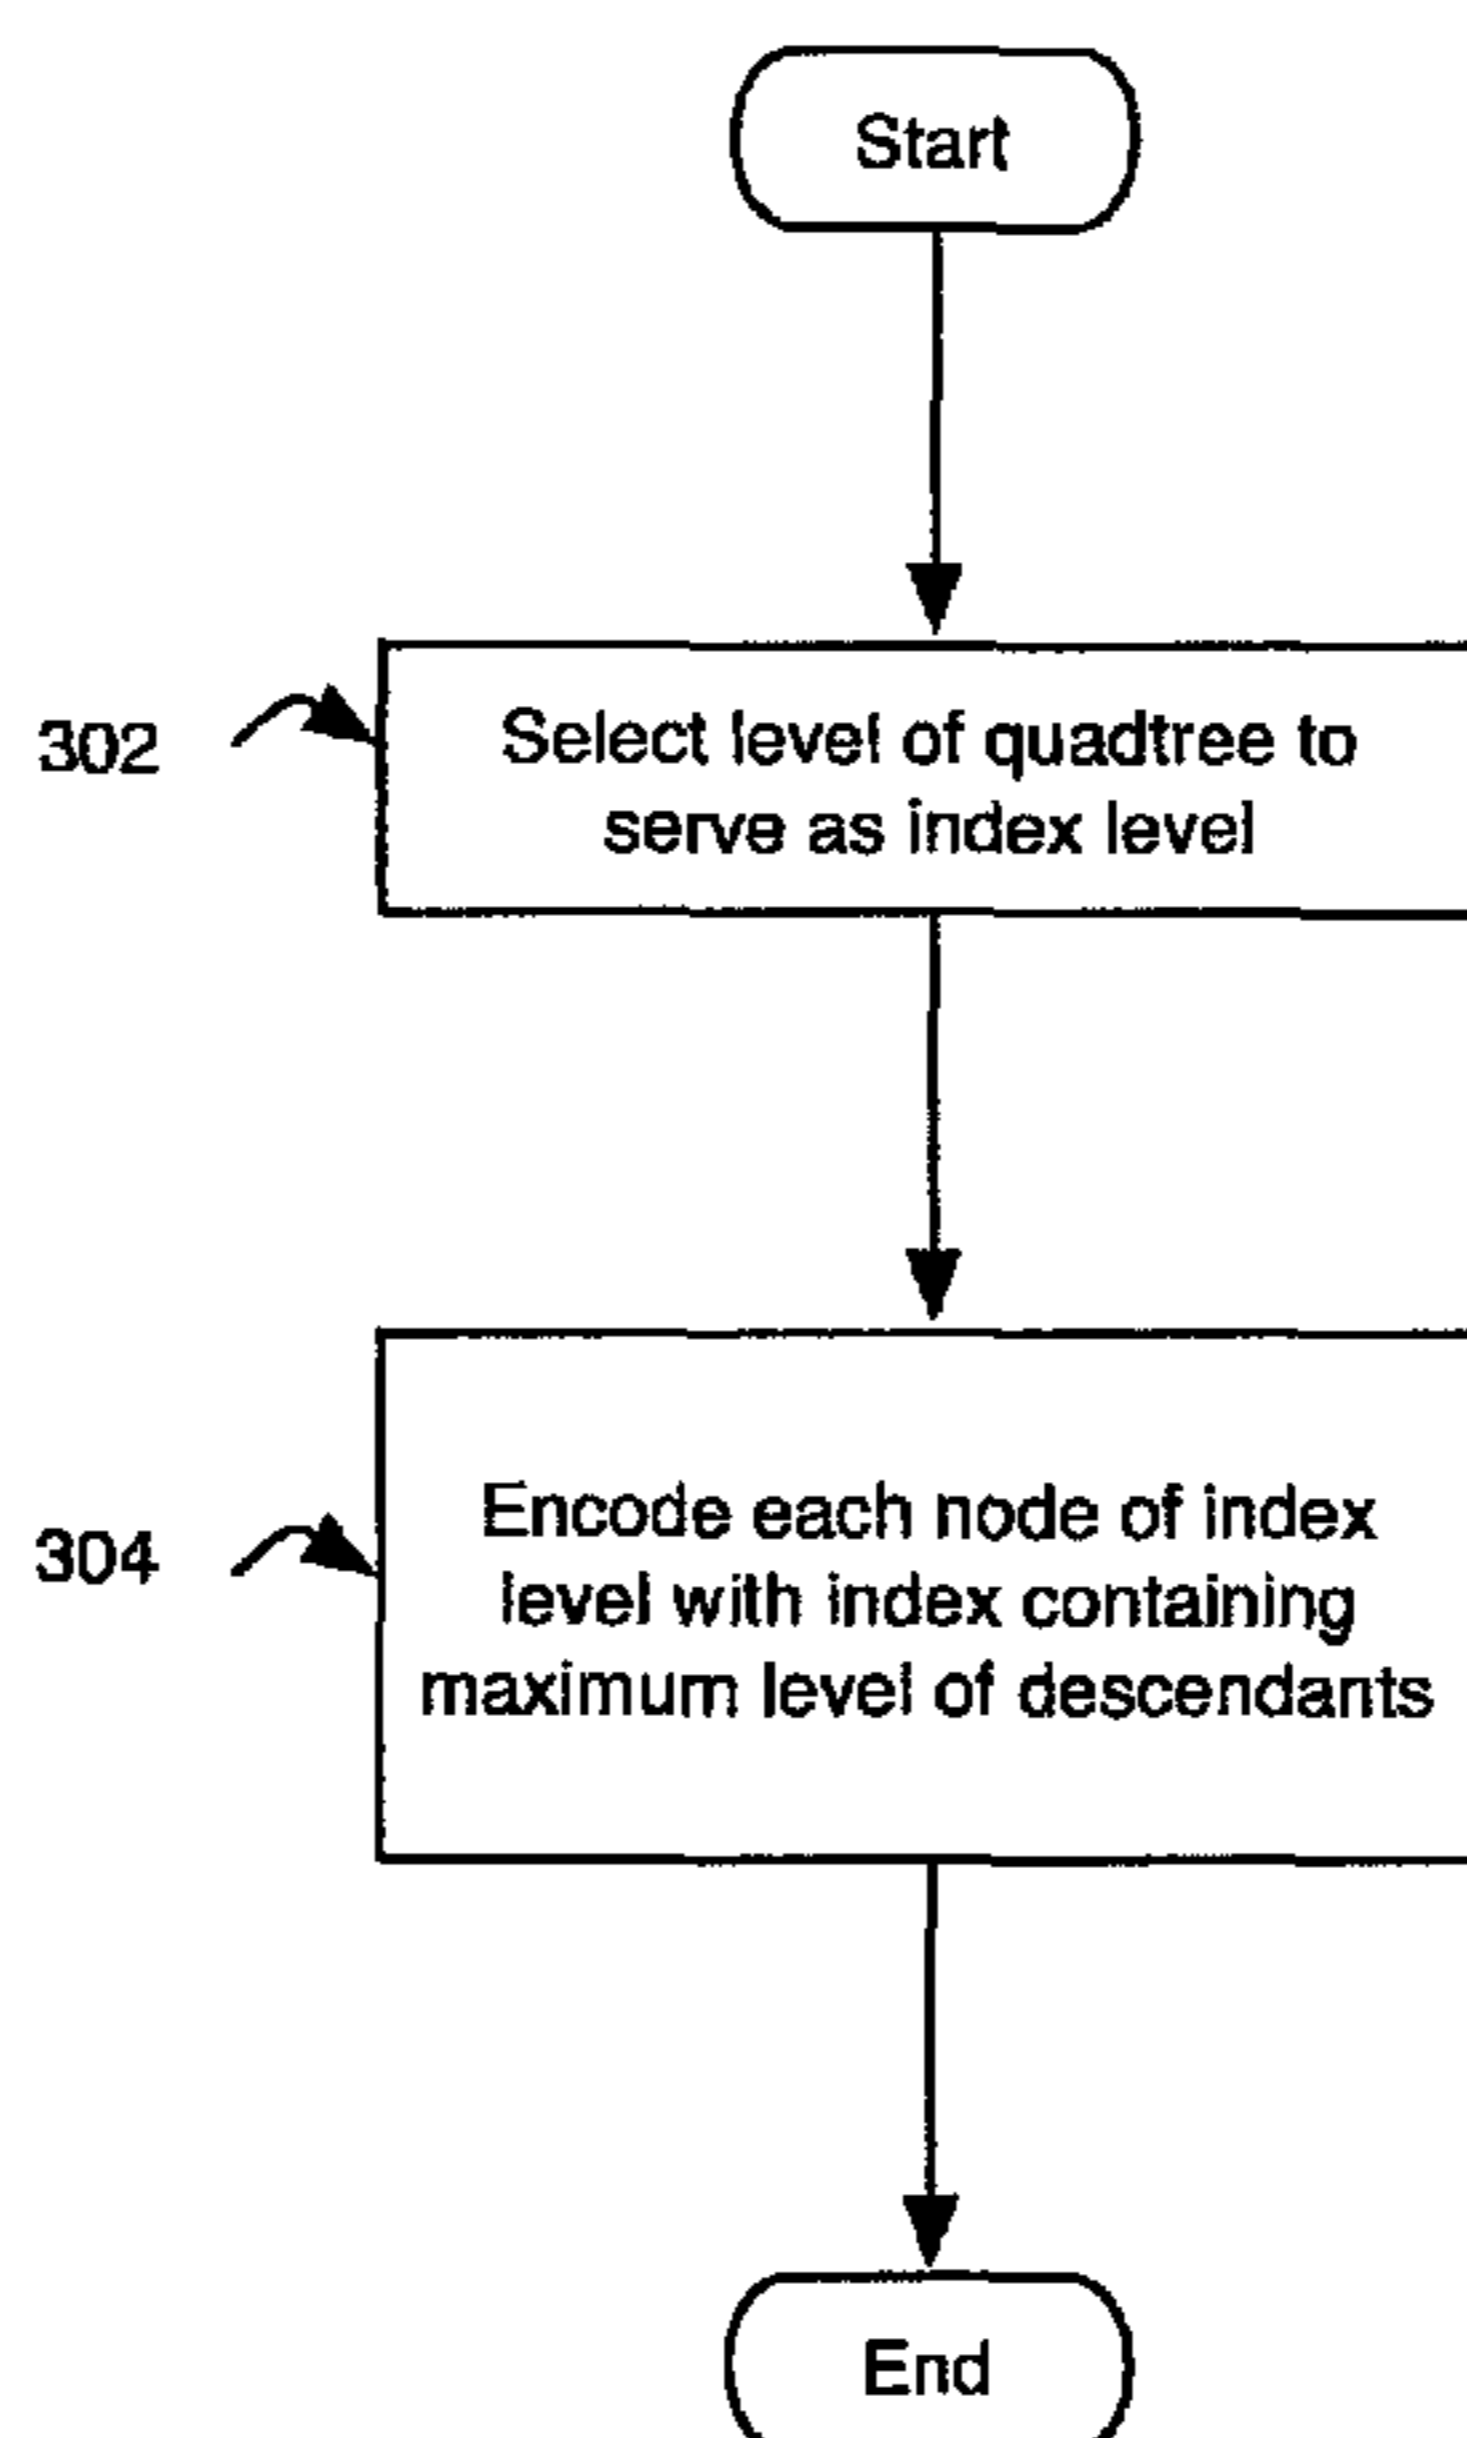 Start
302
Select level of quadtree to
serve as index level
304
Encode each node of index
level with index containing
maximum level of descendants
End